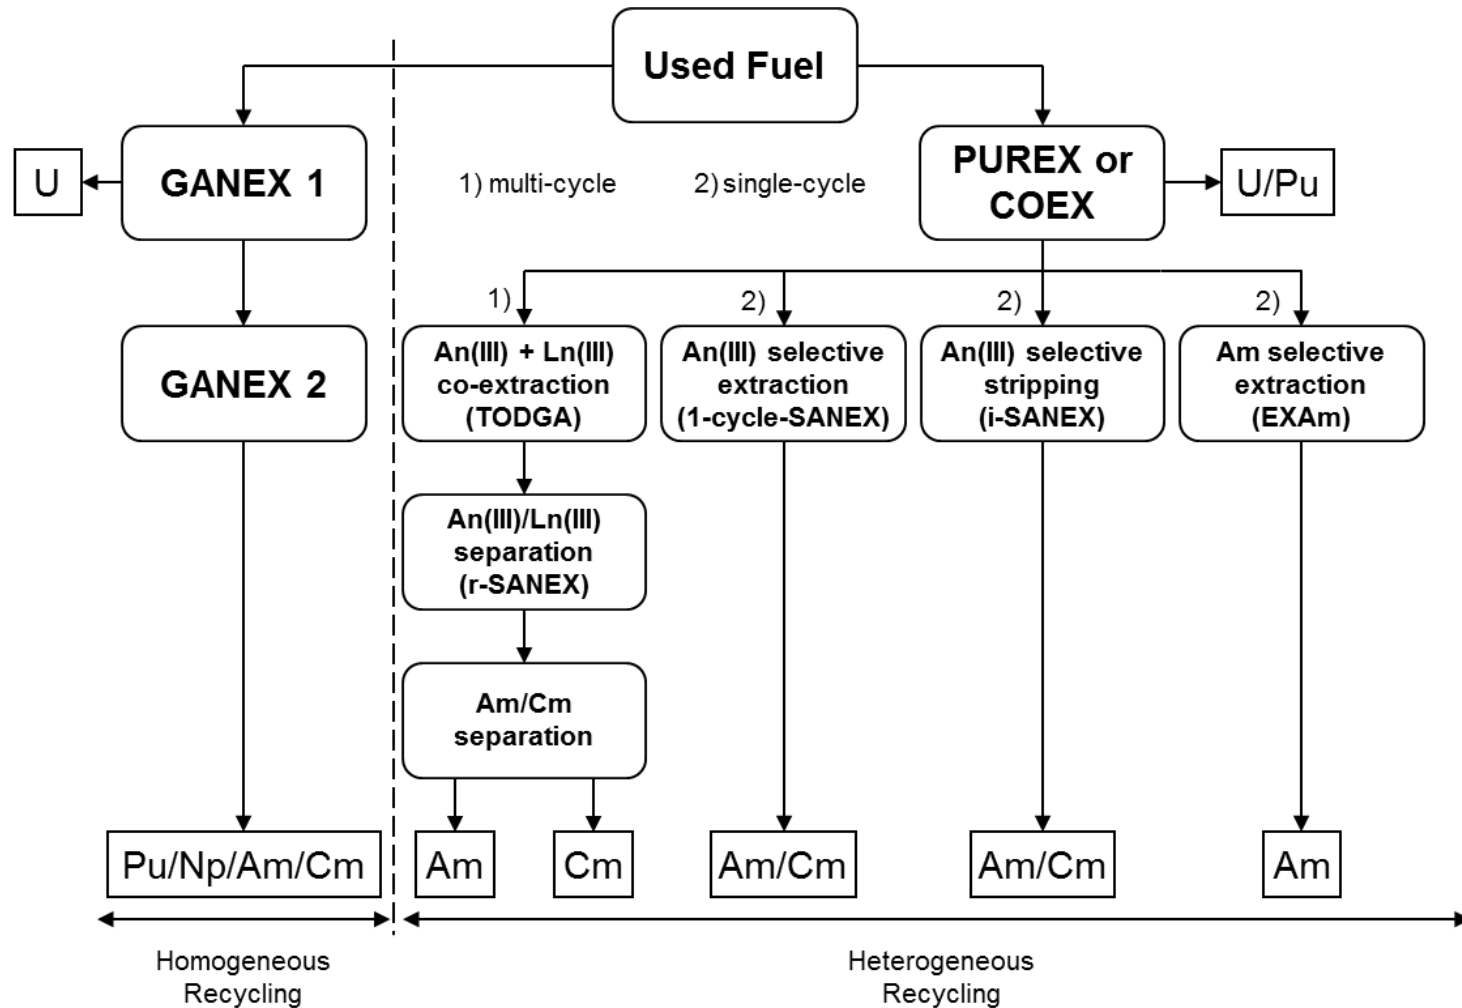 Used Fuel
GANEX 1
U
1) multi-cycle
2) single-cycle
PUREX or
COEX
U/Pu
1)
2)
2)
2)
GANEX 2
An(III) + Ln(III)
co-extraction
(TODGA)
An(III) selective
extraction
(1-cycle-SANEX)
An(III) selective
stripping
(i-SANEX)
Am selective
extraction
(EXAm)
An(III)/Ln(III)
separation
(r-SANEX)
Am/Cm
separation
Pu/Np/Am/Cm
Am
Cm
Am/Cm
Am/Cm
Am
Homogeneous
Recycling
Heterogeneous
Recycling